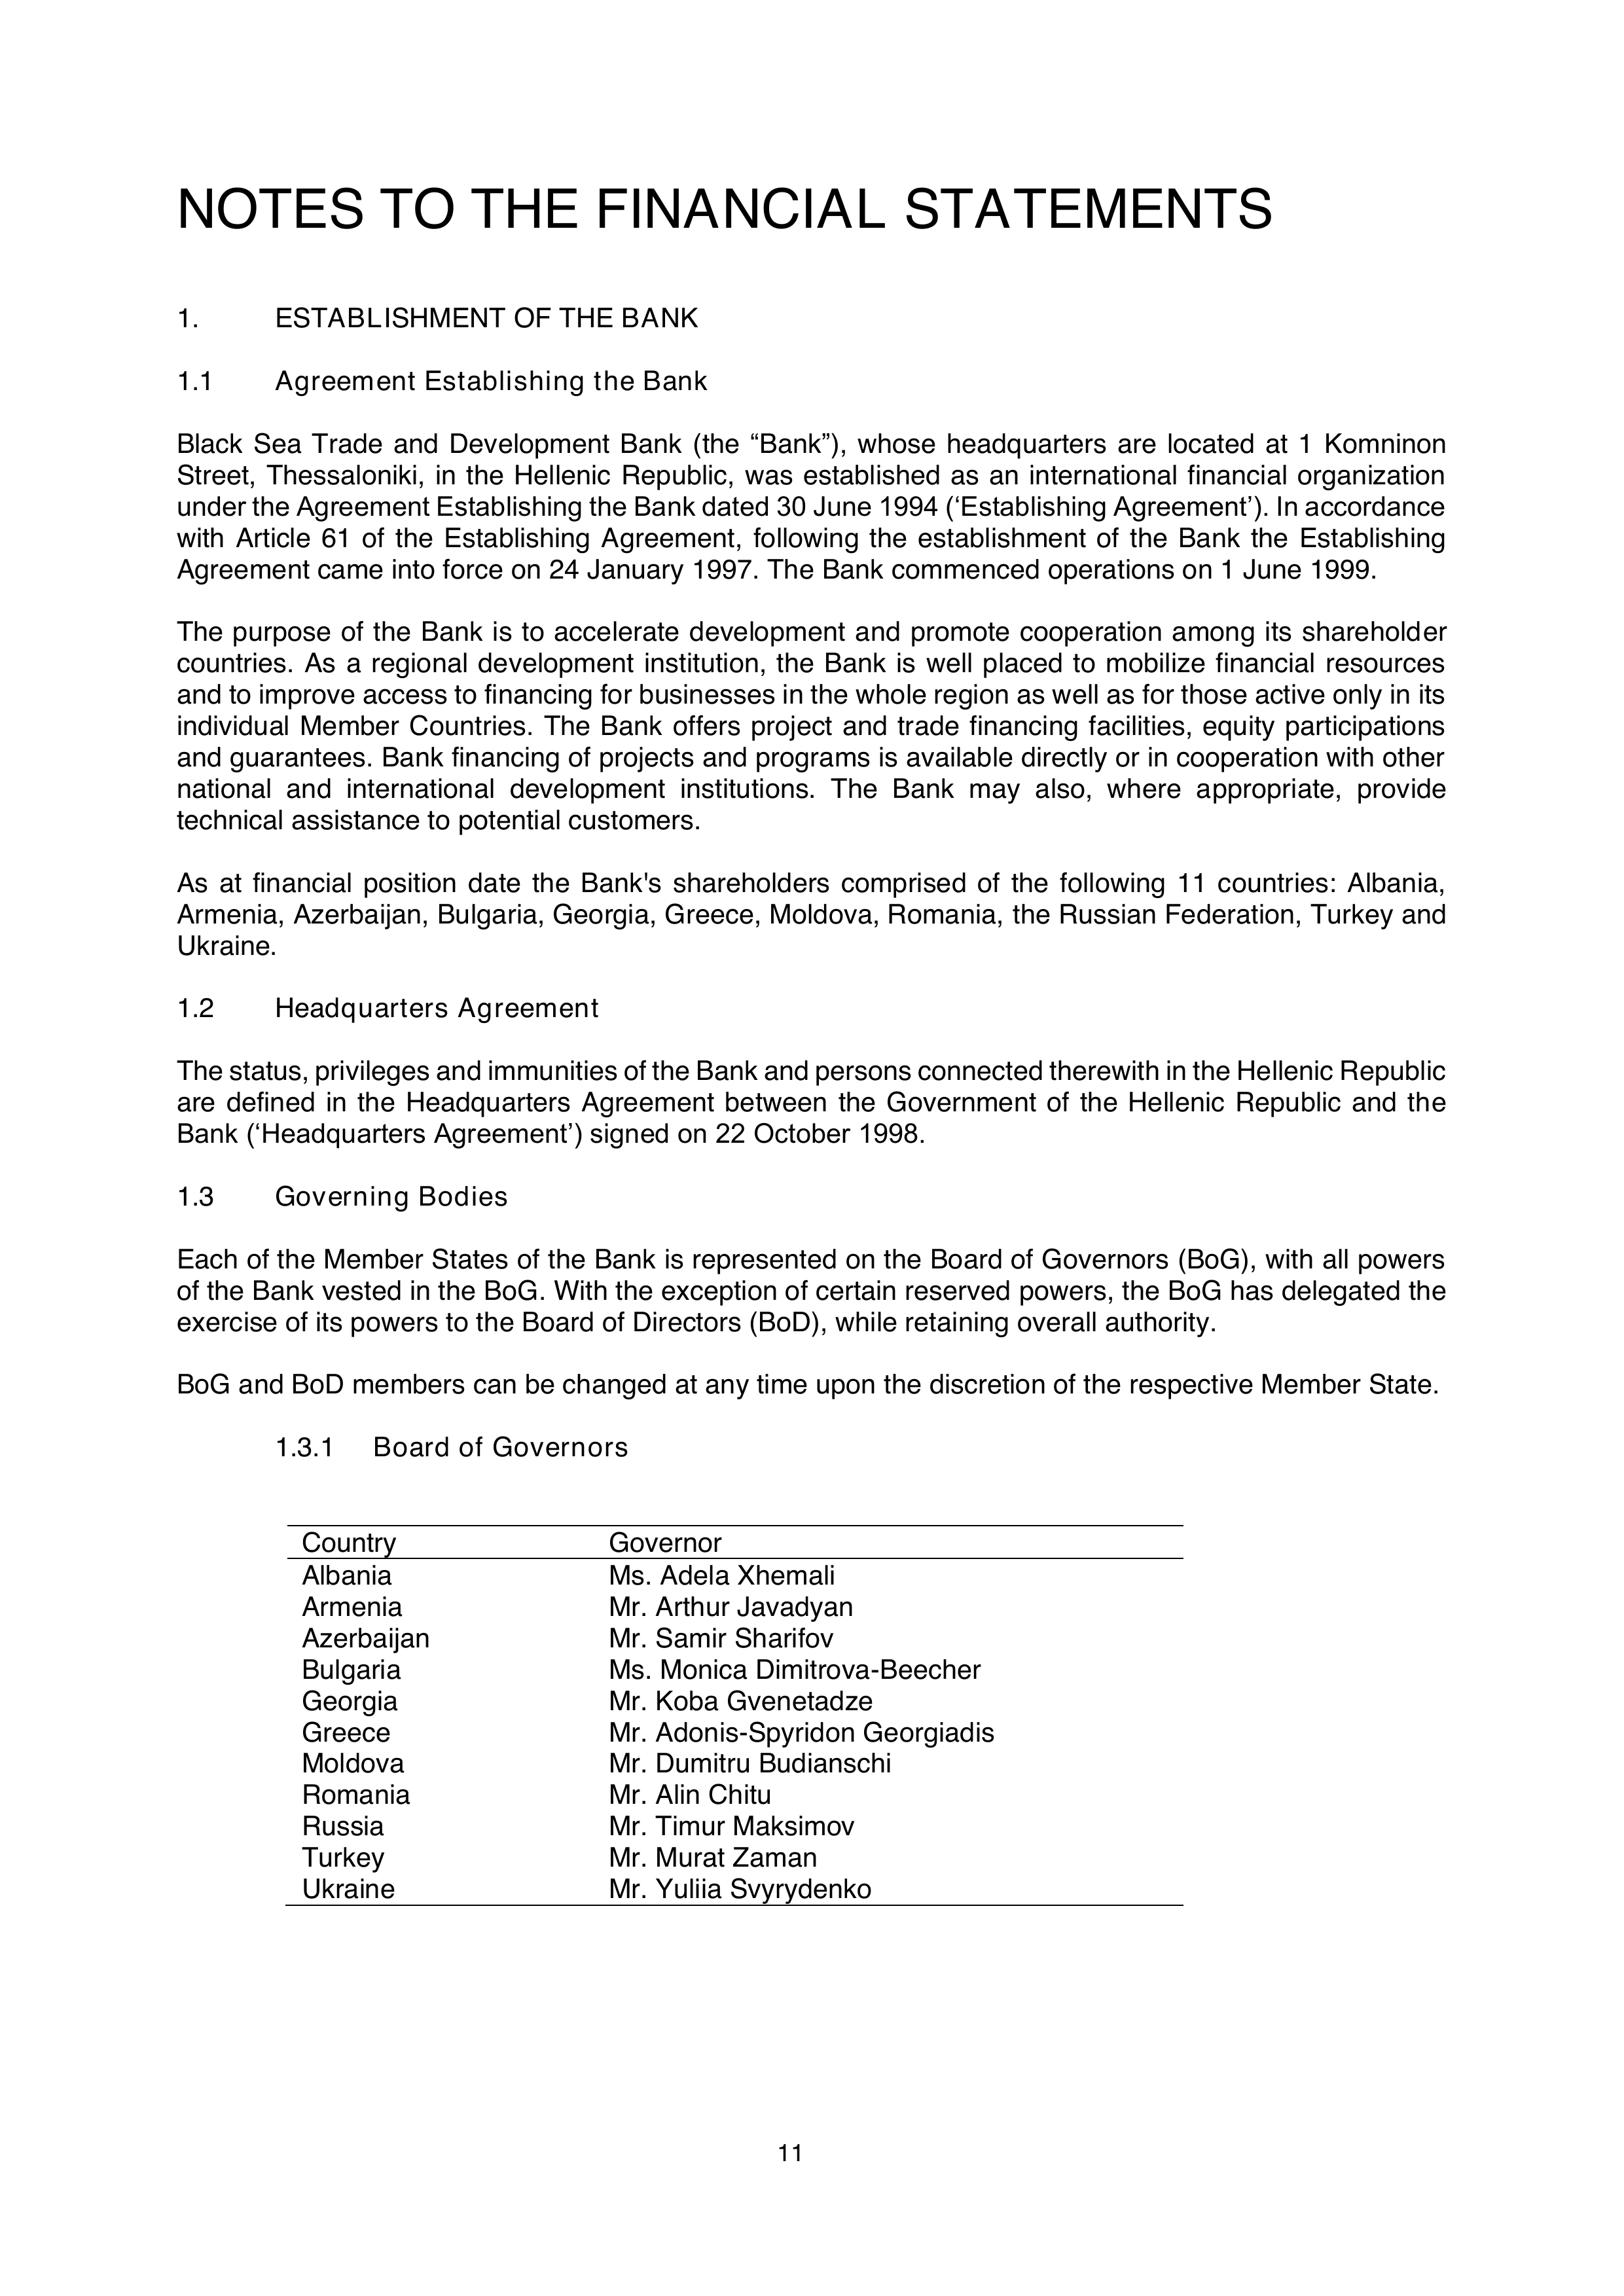 NOTES TO THE FINANCIAL STATEMENTS
1. ESTABLISHMENT OF THE BANK
1.1 Agreement Establishing the Bank
Black Sea Trade and Development Bank (the “Bank”), whose headquarters are located at 1 Komninon
Street, Thessaloniki, in the Hellenic Republic, was established as an international financial organization
under the Agreement Establishing the Bank dated 30 June 1994 (‘Establishing Agreement’). In accordance
with Article 61 of the Establishing Agreement, following the establishment of the Bank the Establishing
Agreement came into force on 24 January 1997. The Bank commenced operations on 1 June 1999.
The purpose of the Bank is to accelerate development and promote cooperation among its shareholder
countries. As a regional development institution, the Bank is well placed to mobilize financial resources
and to improve access to financing for businesses in the whole region as well as for those active only in its
individual Member Countries. The Bank offers project and trade financing facilities, equity participations
and guarantees. Bank financing of projects and programs is available directly or in cooperation with other
national and international development institutions. The Bank may also, where appropriate, provide
technical assistance to potential customers.
As at financial position date the Bank's shareholders comprised of the following 11 countries: Albania,
Armenia, Azerbaijan, Bulgaria, Georgia, Greece, Moldova, Romania, the Russian Federation, Turkey and
Ukraine.
1.2 Headquarters Agreement
The status, privileges and immunities of the Bank and persons connected therewith in the Hellenic Republic
are defined in the Headquarters Agreement between the Government of the Hellenic Republic and the
Bank (‘Headquarters Agreement’) signed on 22 October 1998.
1.3 Governing Bodies
Each of the Member States of the Bank is represented on the Board of Governors (BoG), with all powers
of the Bank vested in the BoG. With the exception of certain reserved powers, the BoG has delegated the
exercise of its powers to the Board of Directors (BoD), while retaining overall authority.
BoG and BoD members can be changed at any time upon the discretion of the respective Member State.
1.3.1 Board of Governors
Country Governor
Albania Ms. Adela Xhemali
Armenia Mr. Arthur Javadyan
Azerbaijan Mr. Samir Sharifov
Bulgaria Ms. Monica Dimitrova-Beecher
Georgia Mr. Koba Gvenetadze
Greece Mr. Adonis-Spyridon Georgiadis
Moldova Mr. Dumitru Budianschi
Romania Mr. Alin Chitu
Russia Mr. Timur Maksimov
Turkey Mr. Murat Zaman
Ukraine Mr. Yuliia Svyrydenko
11